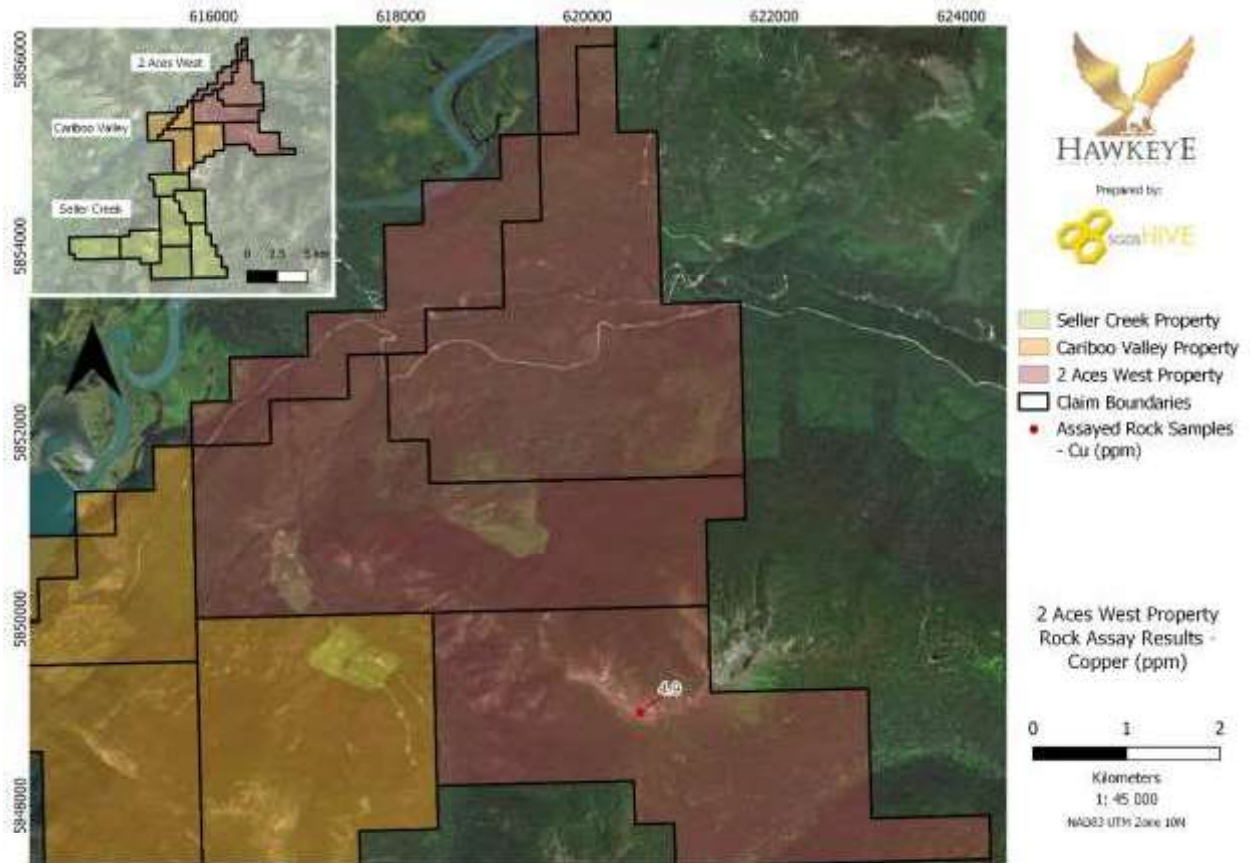 616000
618000
620000
622000
624000
5856000
5854000
5852000
5850000
5848000
2 Aces West
Cariboo Valley
Seller Creek
0 2.5 5 km
4.9
HAWKEYE
Prepared by:
HIVE
Seller Creek Property
Cariboo Valley Property
2 Aces West Property
Claim Boundaries
Assayed Rock Samples
- Cu (ppm)
2 Aces West Property
Rock Assay Results -
Copper (ppm)
0 1 2
Kilometers
1: 45 000
NAD83 UTM Zone 10N